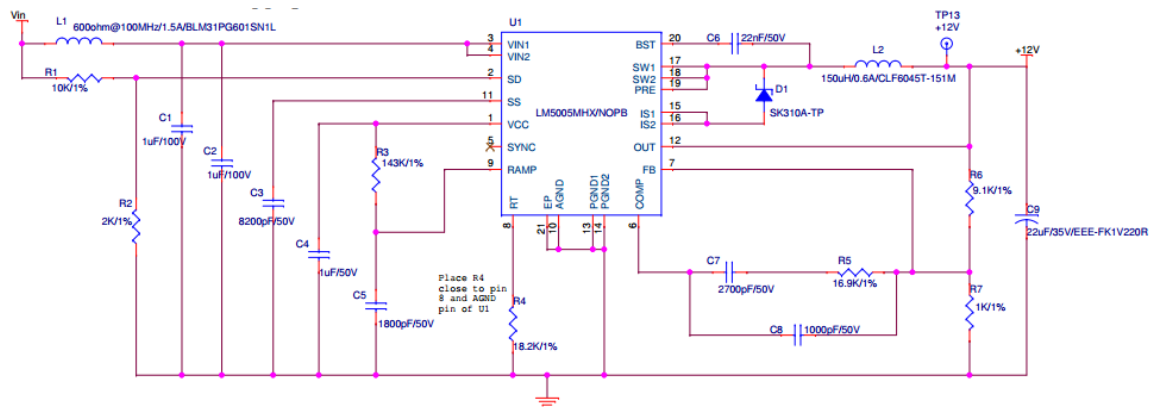 Vin
L1
600ohm@100MHz/1.5A/BLM31PG601SN1L
R1
10K/1%
C1
1uF/100V
C2
1uF/100V
R2
2K/1%
C3
8200pF/50V
C4
1uF/50V
R3
143K/1%
C5
1800pF/50V
Place R4
close to pin
8 and AGND
pin of U1
R4
18.2K/1%
U1
LM5005MHX/NOPB
3 VIN1
4 VIN2
2 SD
11 SS
1 VCC
5 SYNC
9 RAMP
BST 20
SW1 17
SW2 18
PRE 19
IS1 15
IS2 16
OUT 12
FB 7
RT
EP
AGND
PGND1
PGND2
COMP
8
21
10
13
14
6
C6
22nF/50V
D1
SK310A-TP
L2
150uH/0.6A/CLF6045T-151M
TP13
+12V
+12V
R6
9.1K/1%
C9
22uF/35V/EEE-FK1V220R
C7
2700pF/50V
R5
16.9K/1%
C8
1000pF/50V
R7
1K/1%